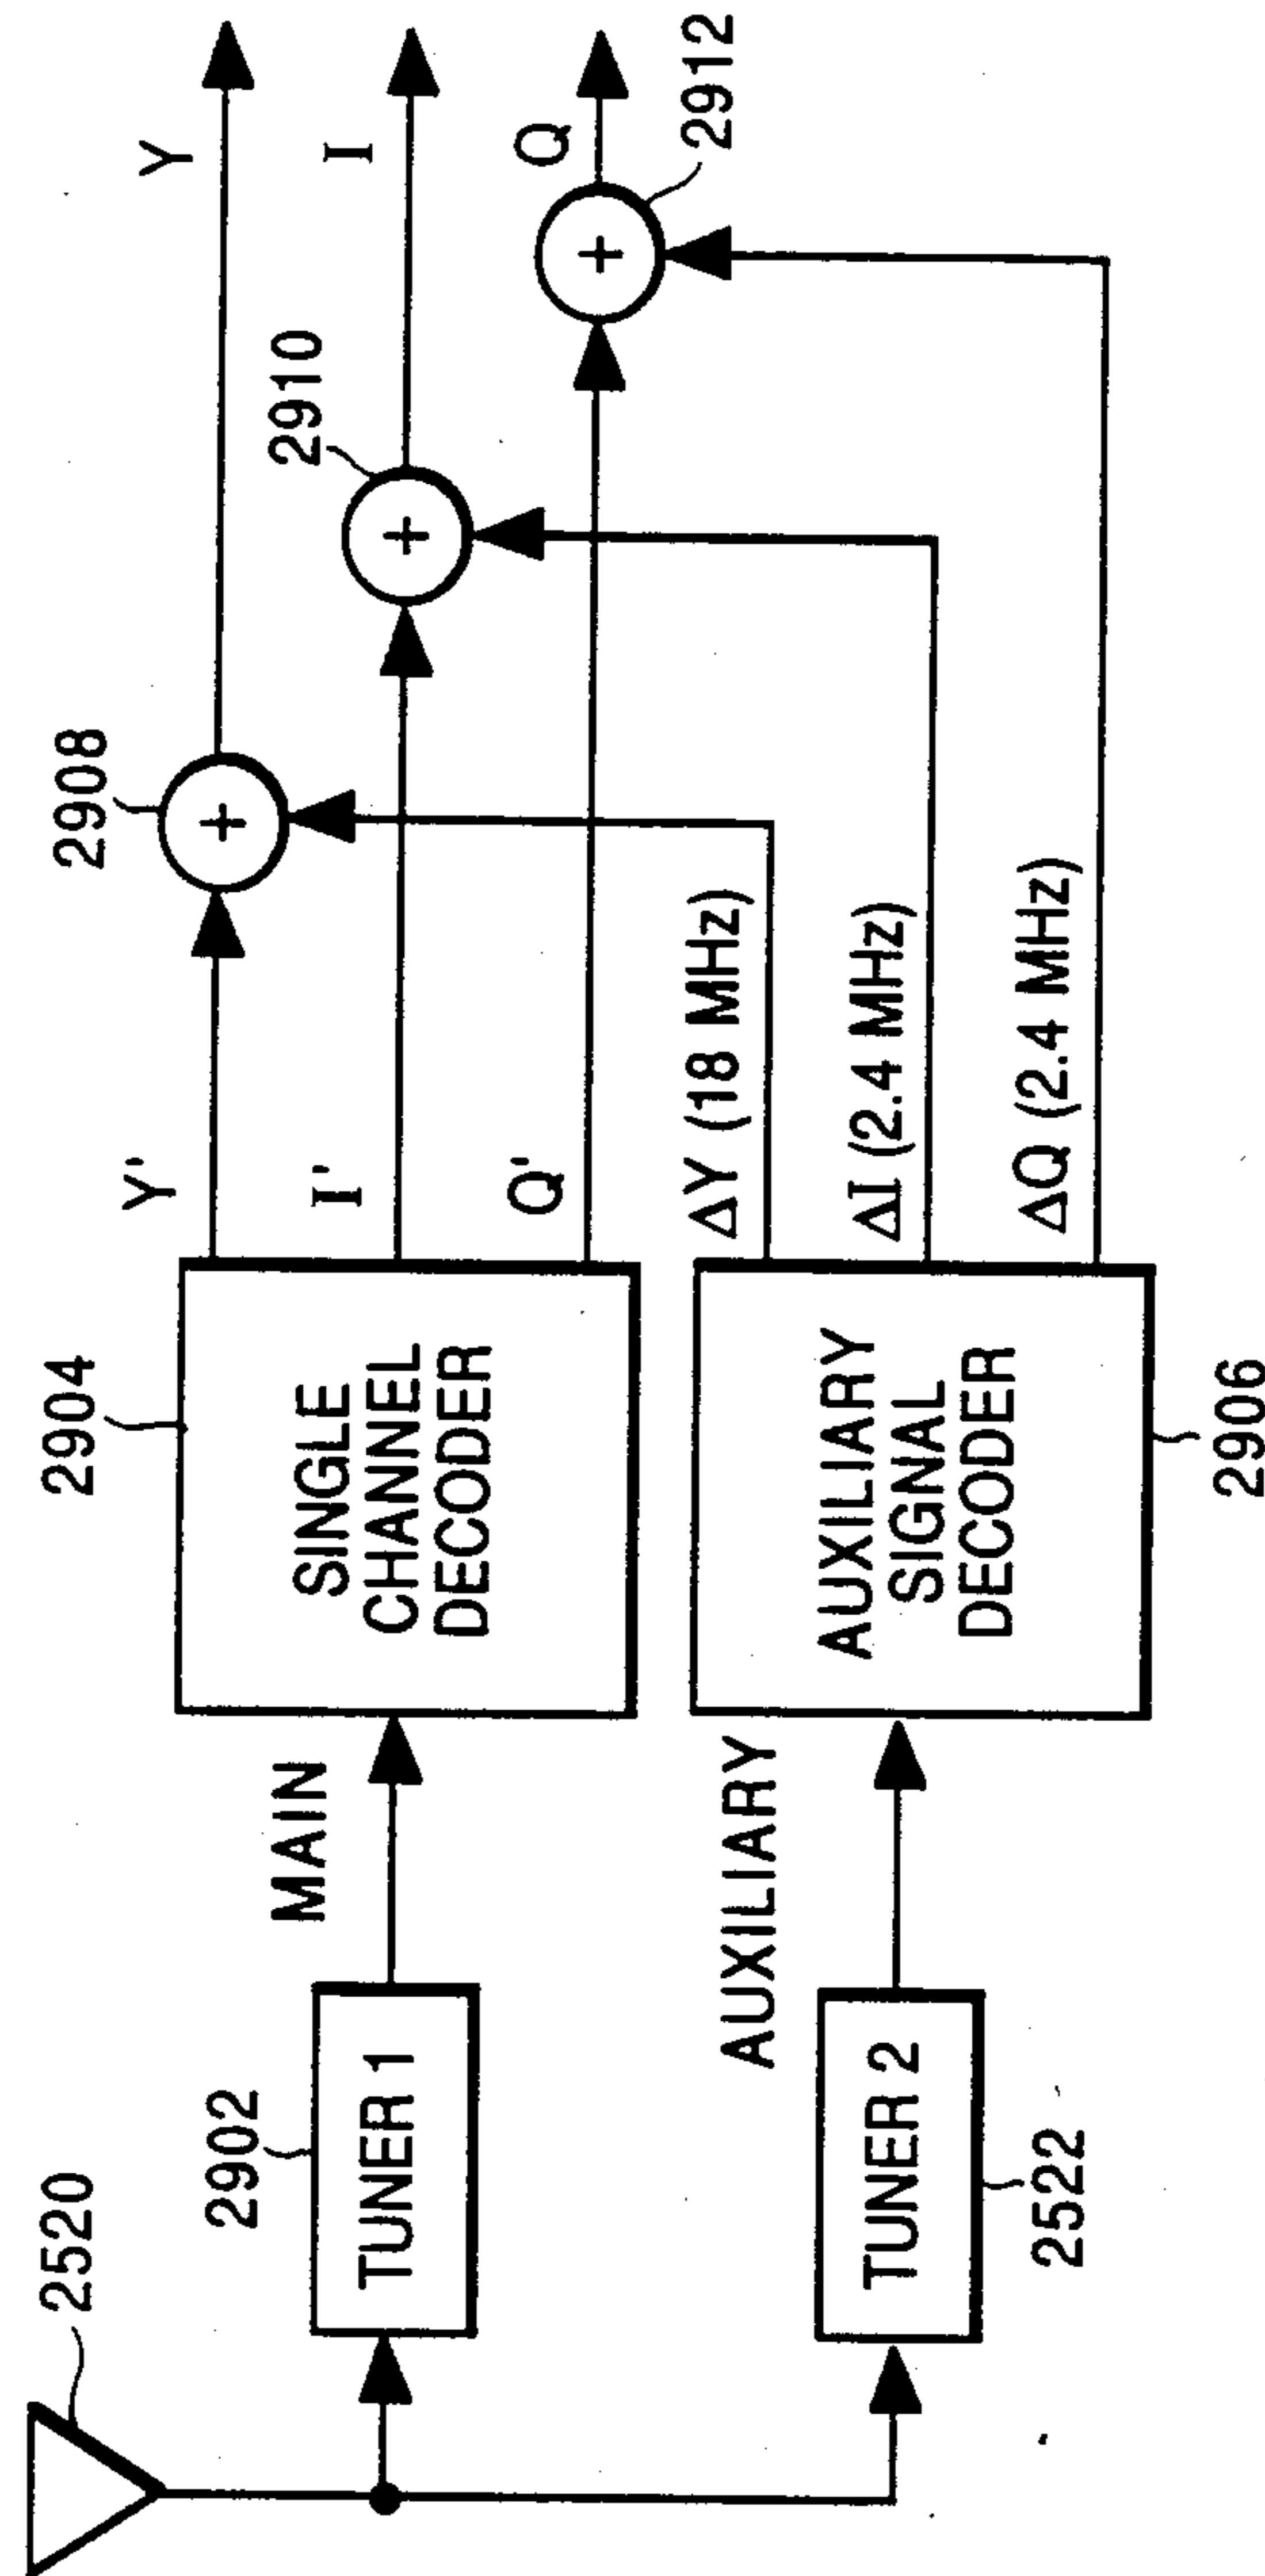 2520
2902
TUNER 1
MAIN
2904
SINGLE
CHANNEL
DECODER
Y'
I'
Q'
2908
+
2910
+
2912
+
Y
I
Q
TUNER 2
2522
AUXILIARY
AUXILIARY
SIGNAL
DECODER
2906
ΔY (18 MHz)
ΔI (2.4 MHz)
ΔQ (2.4 MHz)